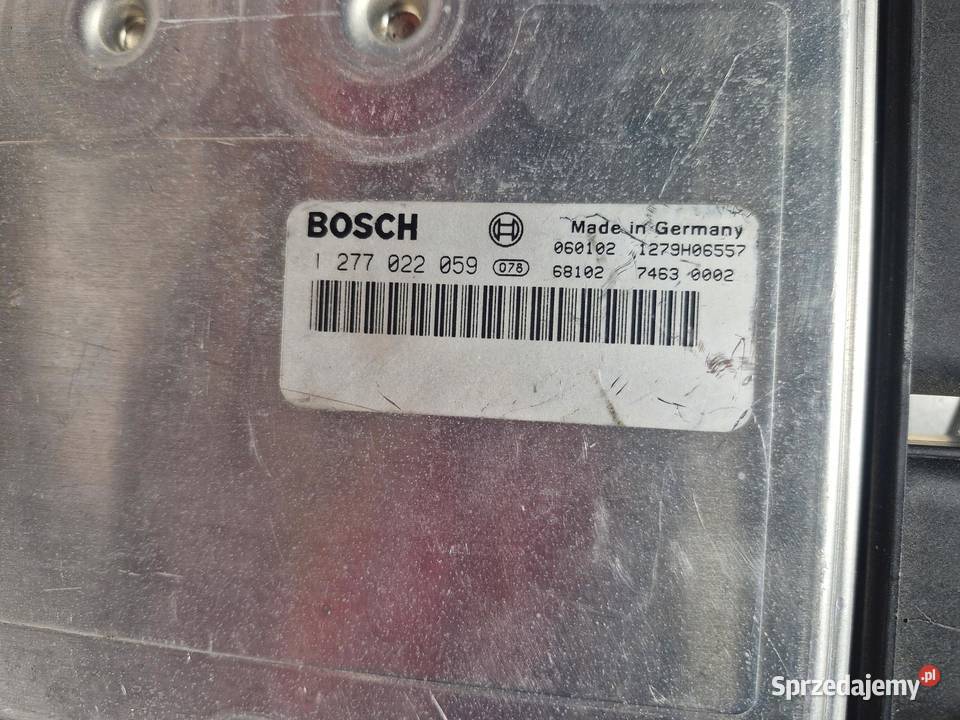 BOSCH Made in Germany
060102 1279H06557
1 277 022 059 078 68102 7463 0002
Sprzedajemy.pl